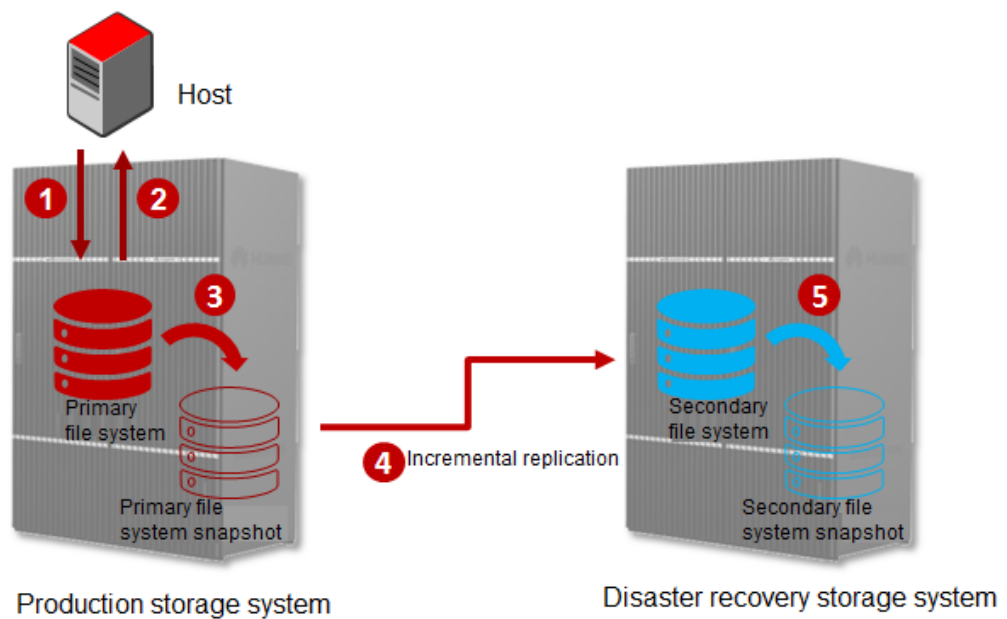 Host
1
2
3
5
Primary
file system
Secondary
file system
4
Incremental replication
Primary file
system snapshot
Secondary file
system snapshot
Production storage system
Disaster recovery storage system